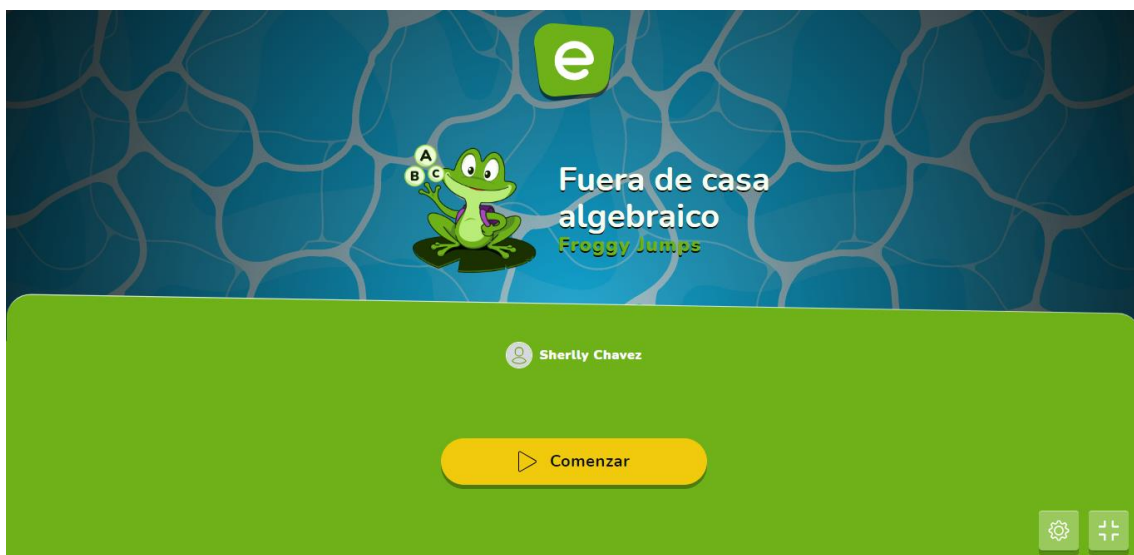 e
A
B C
Fuera de casa
algebraico
Froggy Jumps
Sherlly Chavez
Comenzar